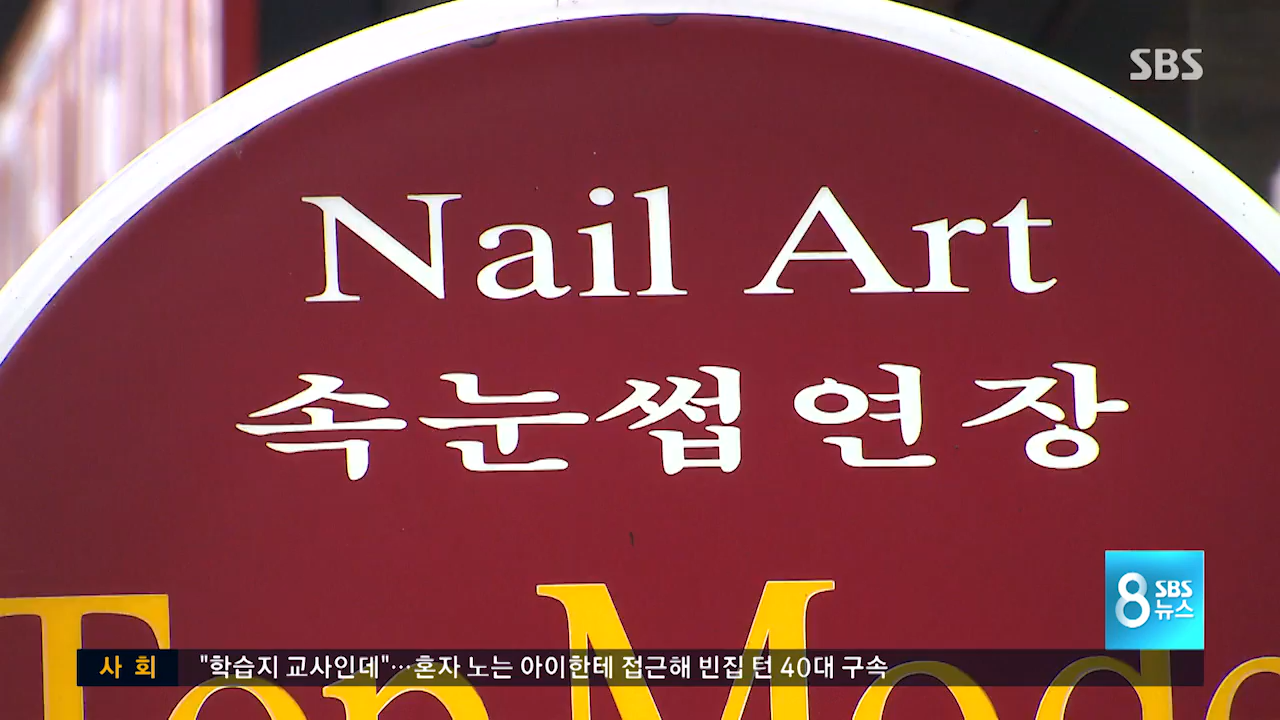 SBS
Nail Art
속눈썹 연장
Top Mode
8 SBS 뉴스
사 회 "학습지 교사인데"…혼자 노는 아이한테 접근해 빈집 턴 40대 구속